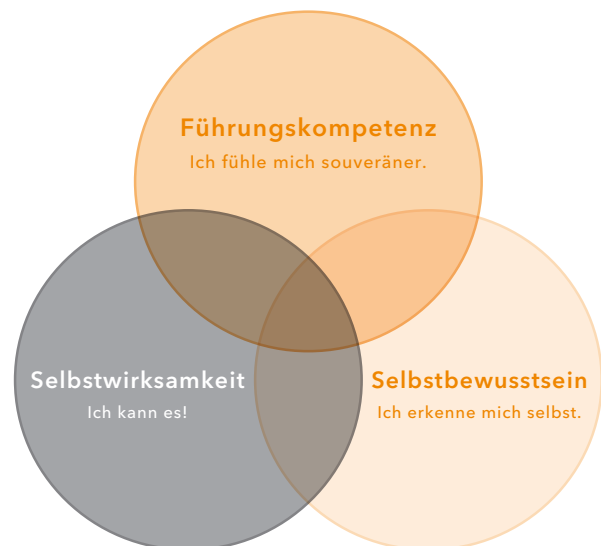 Führungskompetenz
Ich fühle mich souveräner.
Selbstwirksamkeit
Ich kann es!
Selbstbewusstsein
Ich erkenne mich selbst.